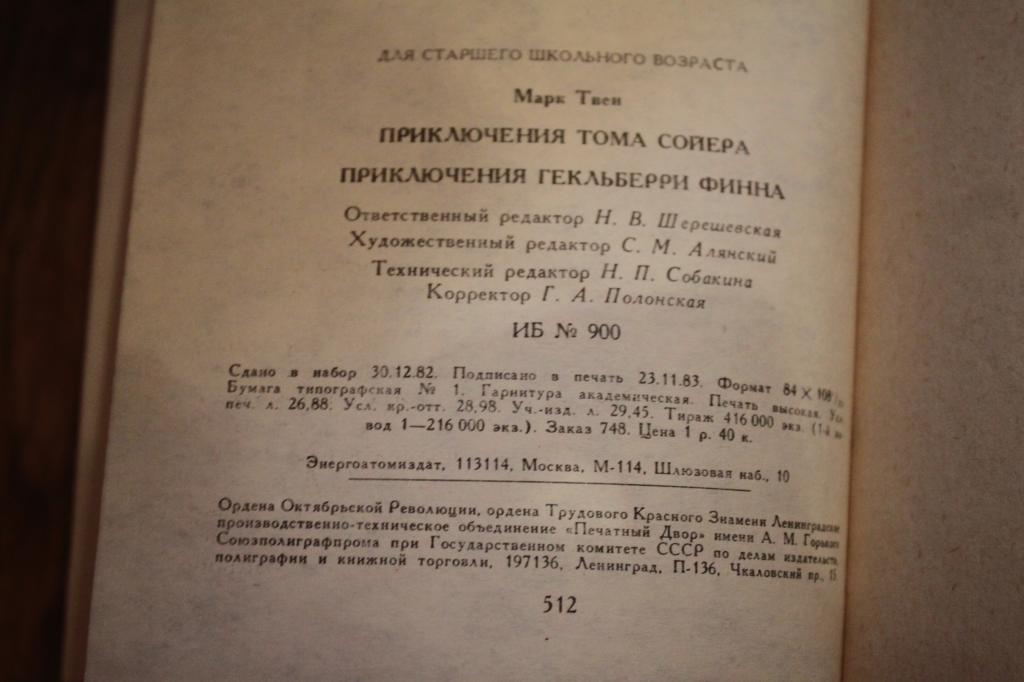 ДЛЯ СТАРШЕГО ШКОЛЬНОГО ВОЗРАСТА
Марк Твен
ПРИКЛЮЧЕНИЯ ТОМА СОЙЕРА
ПРИКЛЮЧЕНИЯ ГЕКЛЬБЕРРИ ФИННА
Ответственный редактор Н. В. Шерешевская
Художественный редактор С. М. Алянский
Технический редактор Н. П. Собакина
Корректор Г. А. Полонская
ИБ № 900
Сдано в набор 30.12.82. Подписано в печать 23.11.83. Формат 84 × 108
Бумага типографская № 1. Гарнитура академическая. Печать высокая.
печ. л. 26,88. Усл. кр.-отт. 28,98. Уч.-изд. л. 29,45. Тираж 416 000 экз.
вод 1—216 000 экз.). Заказ 748. Цена 1 р. 40 к.
Энергоатомиздат, 113114, Москва, М-114, Шлюзовая наб., 10
Ордена Октябрьской Революции, ордена Трудового Красного Знамени Ленинградское
производственно-техническое объединение «Печатный Двор» имени А. М. Горького
Союзполиграфпрома при Государственном комитете СССР по делам издательств,
полиграфии и книжной торговли, 197136, Ленинград, П-136, Чкаловский пр.,
512